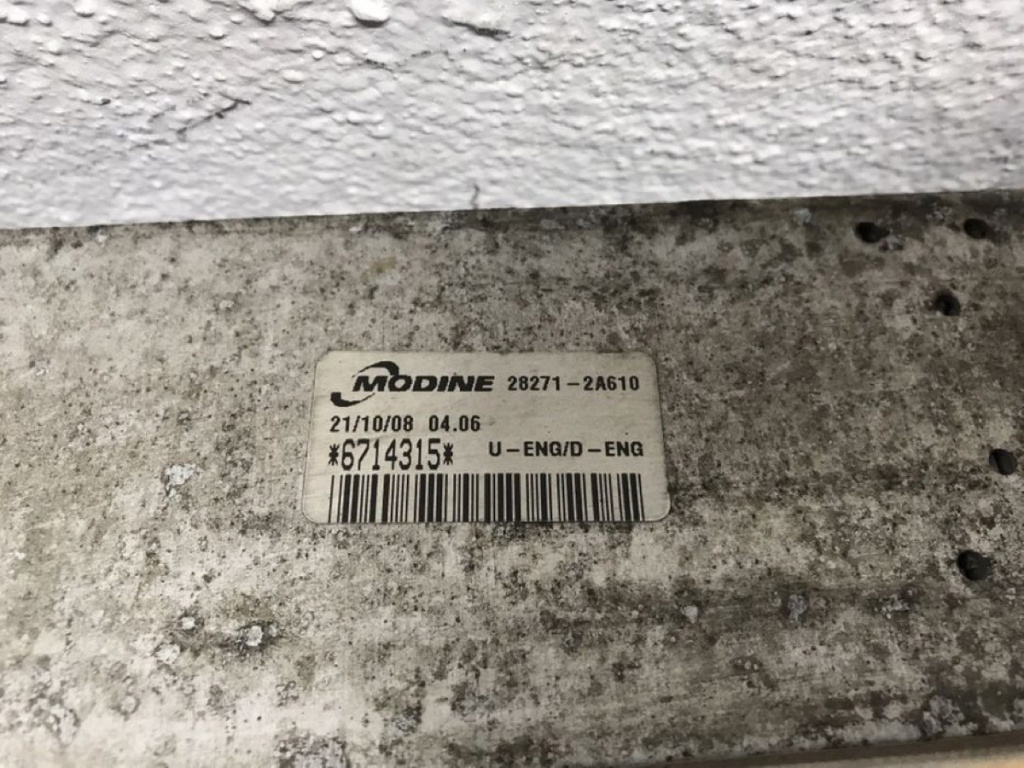 MODINE 28271-2A610
21/10/08 04.06
*6714315* U-ENG/D-ENG